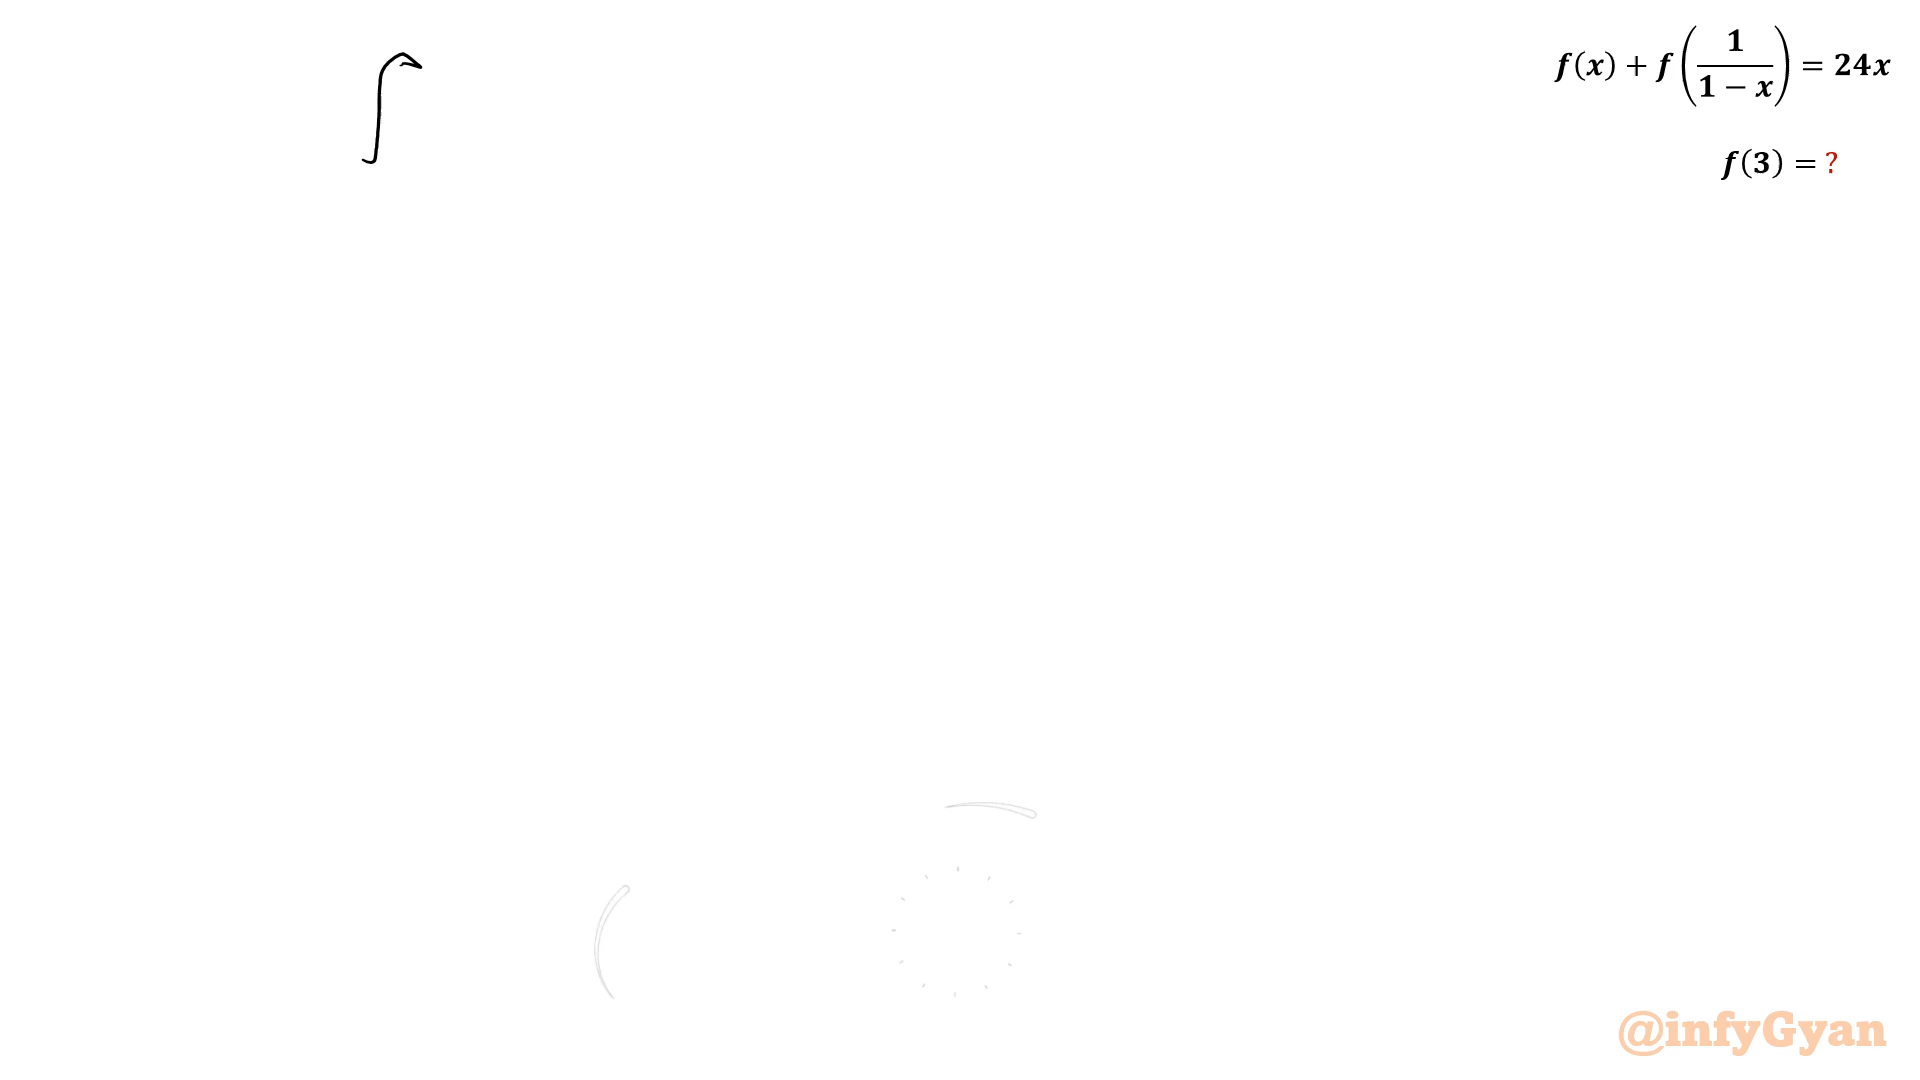 f(x) + f(1/(1 − x)) = 24x
f(3) = ?
@infyGyan